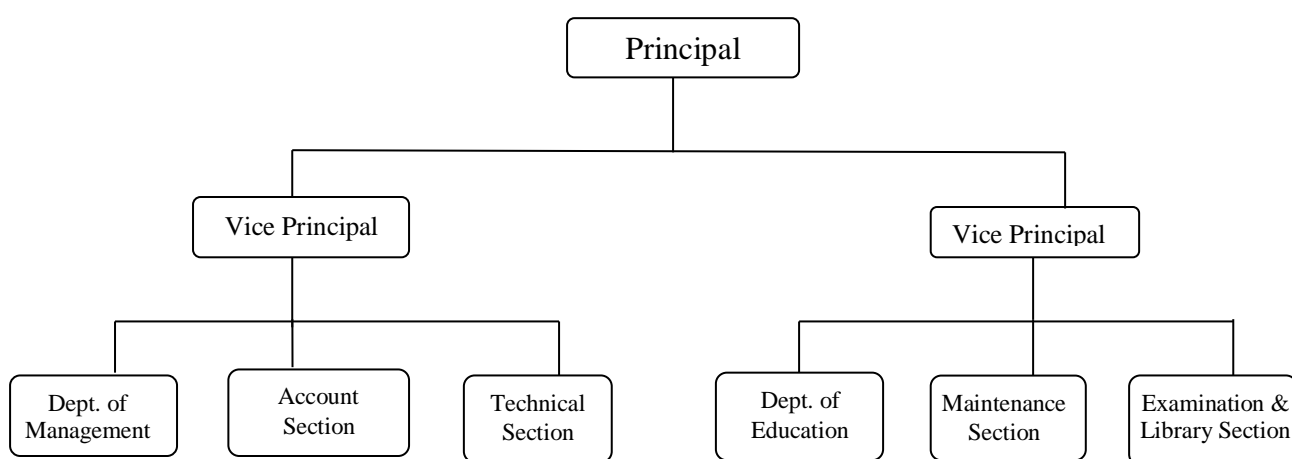 Principal
Vice Principal
Vice Principal
Dept. of
Management
Account
Section
Technical
Section
Dept. of
Education
Maintenance
Section
Examination &
Library Section